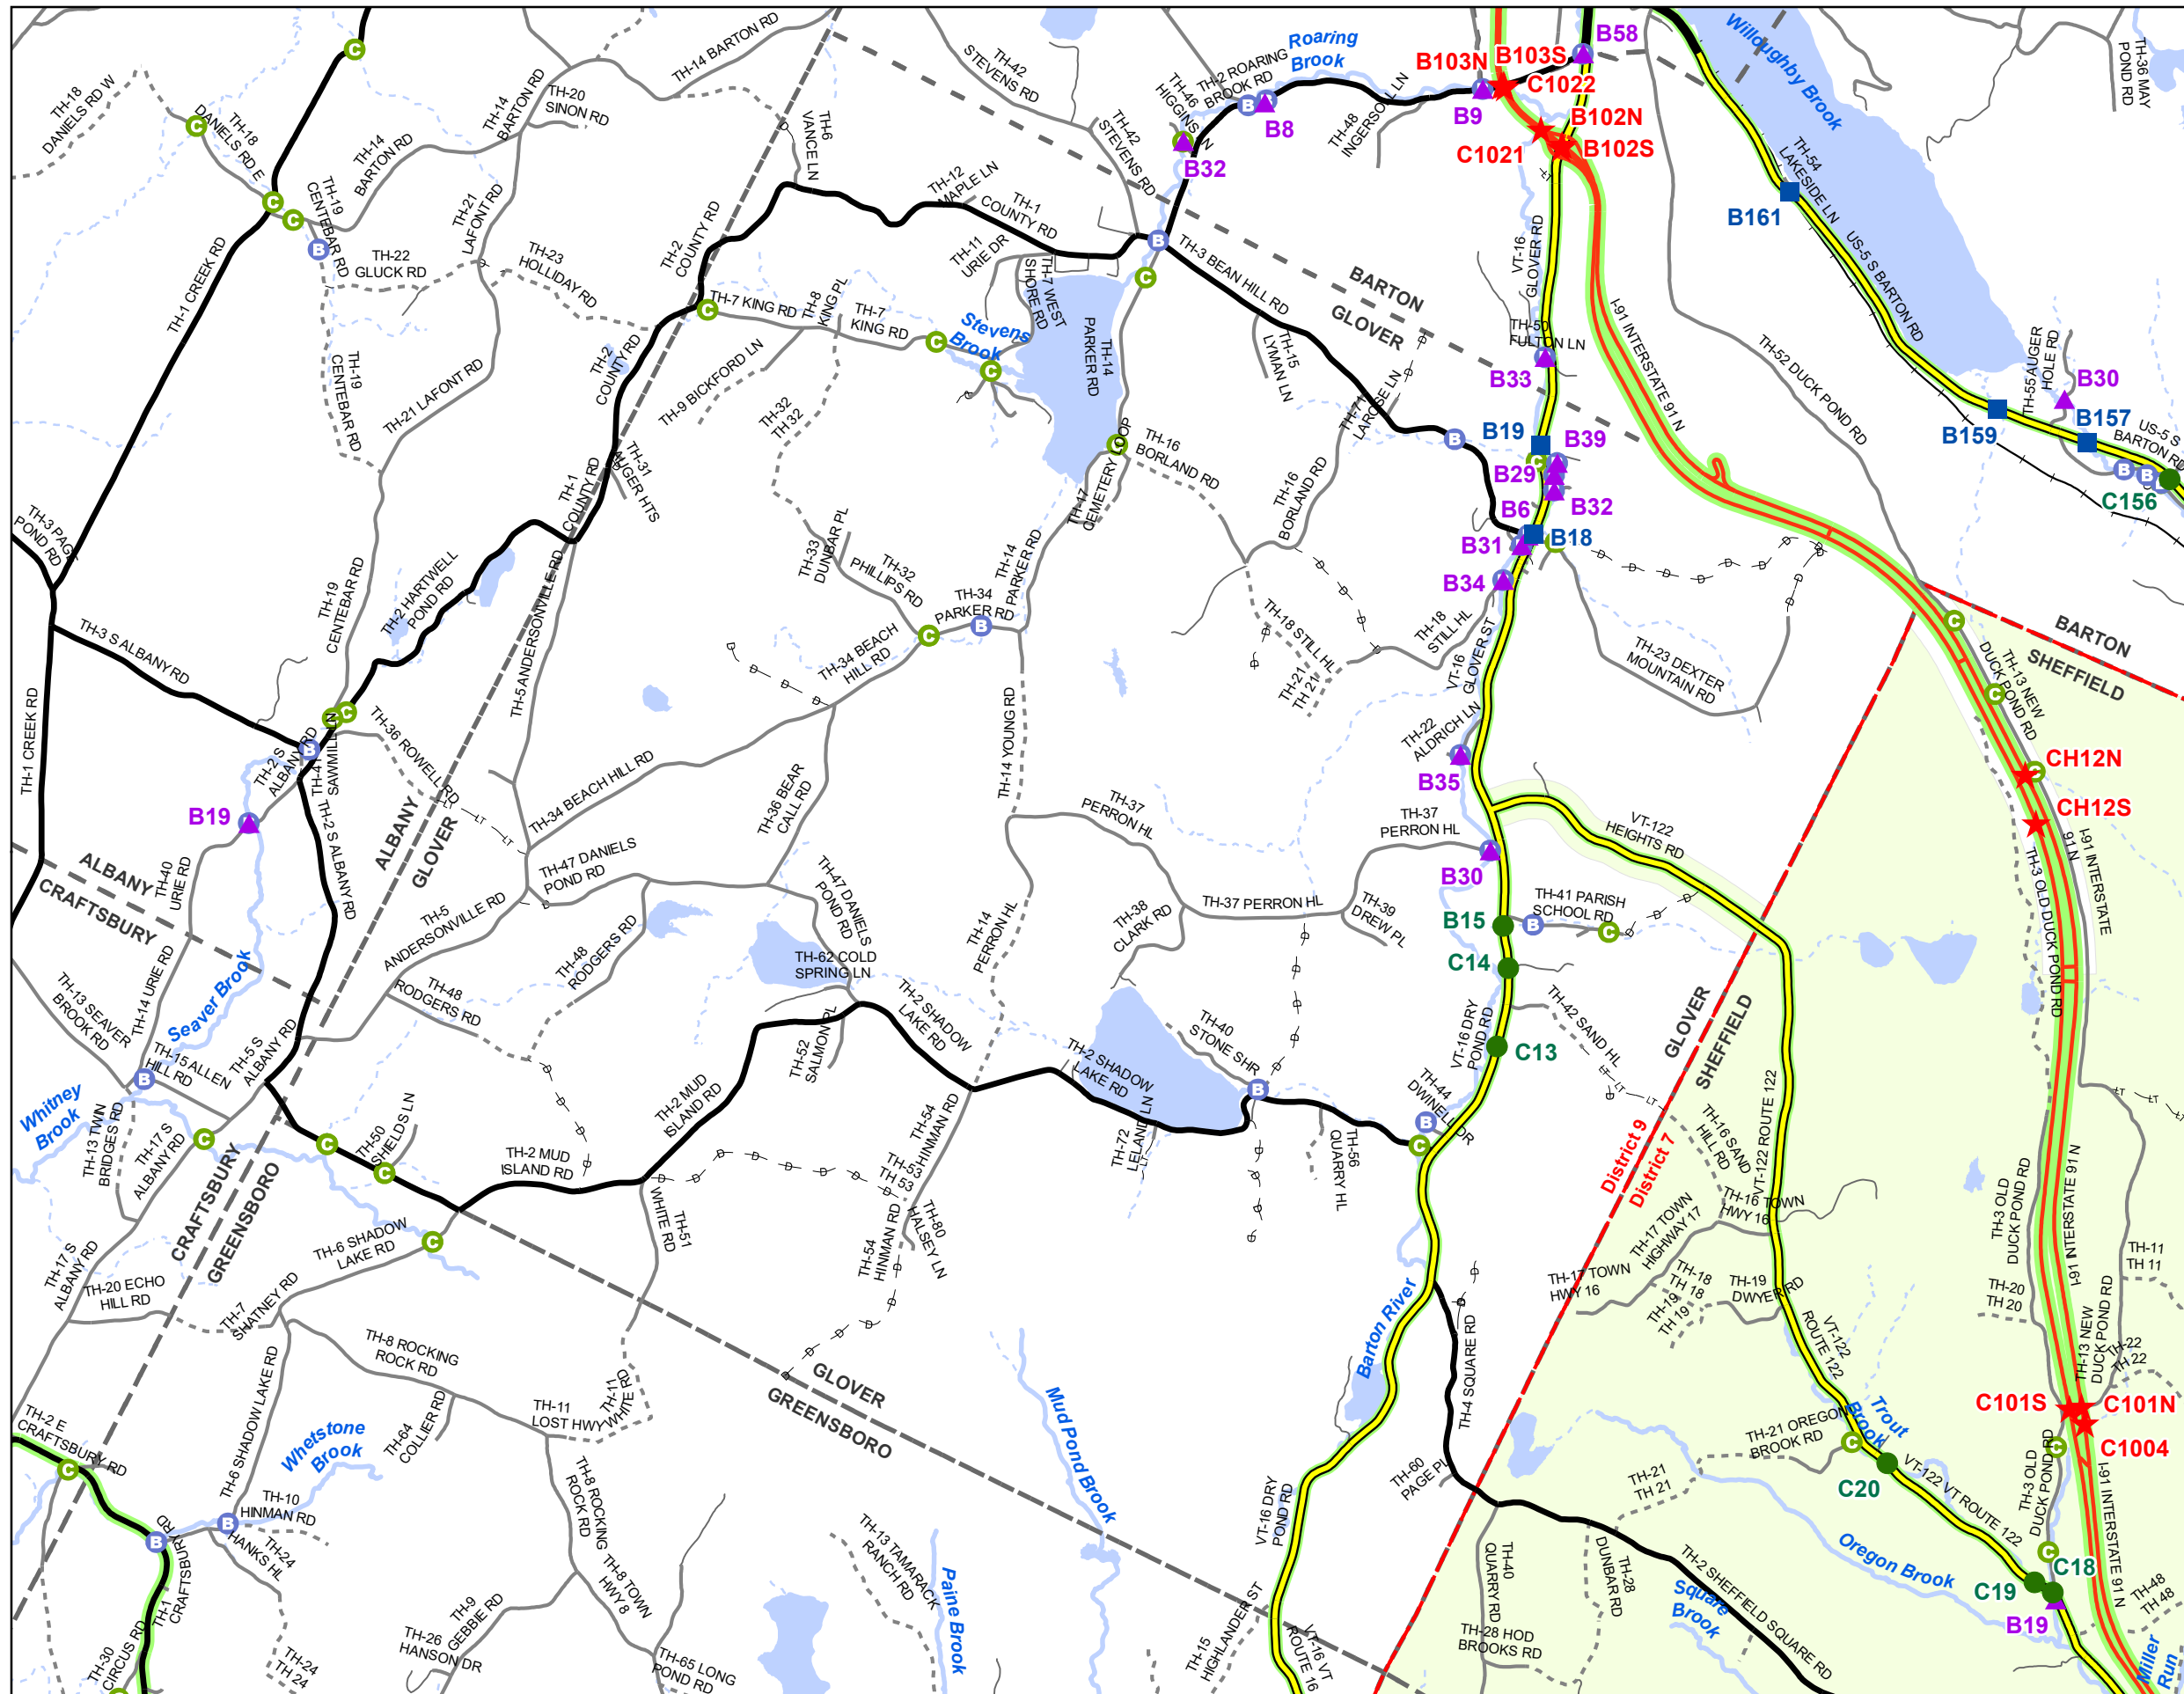 TH-18
DANIELS RD W
TH-18
DANIELS RD E
TH-14
BARTON RD
TH-14
BARTON RD
TH-20
SINON RD
TH-14 BARTON RD
TH-19
CENTEBAR RD
TH-21
LAFONT RD
TH-22
GLUCK RD
TH-23
HOLLIDAY RD
TH-1 CREEK RD
TH-19
CENTEBAR RD
TH-21 LAFONT RD
TH-6
VANCE LN
TH-2
COUNTY RD
TH-12
MAPLE LN
TH-1
COUNTY RD
TH-11
URIE DR
TH-7 WEST
SHORE RD
TH-7 KING RD
TH-8
KING PL
TH-7
KING RD
Stevens
Brook
TH-2
COUNTY RD
TH-9 BICKFORD LN
TH-32
TH 32
TH-31
AUGER HTS
TH-1
COUNTY RD
TH-42
STEVENS RD
TH-42
STEVENS RD
TH-46
HIGGINS LN
TH-2 ROARING
BROOK RD
Roaring
Brook
TH-48
INGERSOLL LN
B32
B8
B9
B58
B103N
B103S
C1022
B102N
B102S
C1021
Willoughby Brook
TH-36 MAY
POND RD
TH-54
LAKESIDE LN
B161
US-5 S BARTON RD
VT-16
GLOVER RD
TH-3 BEAN HILL RD
BARTON
GLOVER
TH-50
FULTON LN
B33
I-91 INTERSTATE 91 N
TH-52 DUCK POND RD
TH-55 AUGER
HOLE RD
B30
B159
B157
US-5 S
BARTON RD
C156
TH-14
PARKER RD
TH-15
LYMAN LN
TH-71
LAROSE LN
TH-16
BORLAND RD
TH-17
CEMETERY LOOP
TH-16
BORLAND RD
B19
B39
B29
B32
B6
B18
B31
B34
TH-3 PAGE
POND RD
TH-3 S ALBANY RD
TH-1 CREEK RD
TH-19
CENTEBAR RD
TH-2 HARTWELL
POND RD
TH-5 ANDERSONVILLE RD
TH-33
DUNBAR PL
TH-32
PHILLIPS RD
TH-34
PARKER RD
TH-14
PARKER RD
TH-34 BEACH
HILL RD
TH-18 STILL HL
TH-21
TH 21
TH-18
STILL HL
VT-16
GLOVER ST
TH-23 DEXTER
MOUNTAIN RD
BARTON
SHEFFIELD
TH-13 NEW
DUCK POND RD
CH12N
CH12S
TH-2 S
ALBANY RD
TH-41
SAWMILL LN
TH-36 ROWELL RD
TH-2 S ALBANY RD
B19
ALBANY
GLOVER
TH-34 BEACH HILL RD
TH-36 BEAR
CALL RD
TH-14 YOUNG RD
TH-22
ALDRICH LN
B35
TH-37
PERRON HL
TH-37
PERRON HL
VT-122
HEIGHTS RD
B30
ALBANY
CRAFTSBURY
TH-40
URIE RD
TH-47 DANIELS
POND RD
TH-5
ANDERSONVILLE RD
TH-47 DANIELS
POND RD
TH-14
PERRON HL
TH-38
CLARK RD
TH-37 PERRON HL
TH-39
DREW PL
TH-41 PARISH
SCHOOL RD
B15
C14
I-91 INTERSTATE
91 N
TH-3 OLD DUCK POND RD
TH-13 SEAVER
BROOK RD
TH-14 URIE RD
Seaver Brook
TH-48
RODGERS RD
TH-48
RODGERS RD
TH-62 COLD
SPRING LN
TH-52
SALMON PL
TH-2 SHADOW
LAKE RD
TH-2 SHADOW
LAKE RD
TH-40
STONE SHR
VT-16 DRY
POND RD
TH-42 SAND HL
C13
GLOVER
SHEFFIELD
Whitney
Brook
TH-15 ALLEN
HILL RD
TH-5 S
ALBANY RD
TH-13 TWIN
BRIDGES RD
TH-17 S
ALBANY RD
TH-50
SHIELDS LN
TH-2 MUD
ISLAND RD
TH-2 MUD
ISLAND RD
TH-54
HINMAN RD
TH-53
TH 53
TH-72
LELAND LN
TH-56
QUARRY HL
TH-44
DWINELL DR
District 9
District 7
TH-16 SAND
HILL RD
VT-122 ROUTE 122
TH-16 TOWN
HWY 16
TH-17 TOWN
HIGHWAY 17
TH-17 TOWN
HWY 16
TH-18
TH 18
TH-19
TH 19
TH-19
DWYER RD
VT-122
ROUTE 122
TH-3 OLD
DUCK POND RD
I-91 INTERSTATE 91 N
TH-20
TH 20
TH-11
TH 11
TH-13 NEW
DUCK POND RD
TH-22
TH 22
CRAFTSBURY
GREENSBORO
TH-6 SHADOW
LAKE RD
TH-51
WHITE RD
TH-54
HINMAN RD
TH-80
HALSEY LN
TH-17 S
ALBANY RD
TH-20 ECHO
HILL RD
TH-7
SHATNEY RD
TH-8 ROCKING
ROCK RD
TH-11
WHITE RD
TH-11
LOST HWY
TH-64
COLLIER RD
GLOVER
GREENSBORO
Barton River
TH-4 SQUARE RD
TH-60
PAGE PL
Mud Pond Brook
TH-2 E
CRAFTSBURY RD
TH-6 SHADOW LAKE RD
Whetstone
Brook
TH-10
HINMAN RD
TH-24
HANKS HL
TH-1
CRAFTSBURY RD
TH-30
CIRCUS RD
TH-24
TH 24
TH-26
HANSON DR
TH-9
GEBBIE RD
TH-8 ROCKING
ROCK RD
TH-8 TOWN
HWY 8
TH-65 LONG
POND RD
TH-13 TAMARACK
RANCH RD
Paine Brook
VT-16 DRY
POND RD
TH-15
HIGHLANDER ST
VT-16 VT
ROUTE 16
TH-40
QUARRY RD
TH-28
DUNBAR RD
TH-28 HOD
BROOKS RD
TH-2 SHEFFIELD SQUARE RD
Square
Brook
TH-21
TH 21
TH-21 OREGON
BROOK RD
Trout
Brook
C20
VT-122 VT ROUTE 122
Oregon Brook
C101S
C101N
C1004
TH-3 OLD
DUCK POND RD
I-91 INTERSTATE 91 N
C18
C19
B19
TH-48
TH 48
Miller
Run